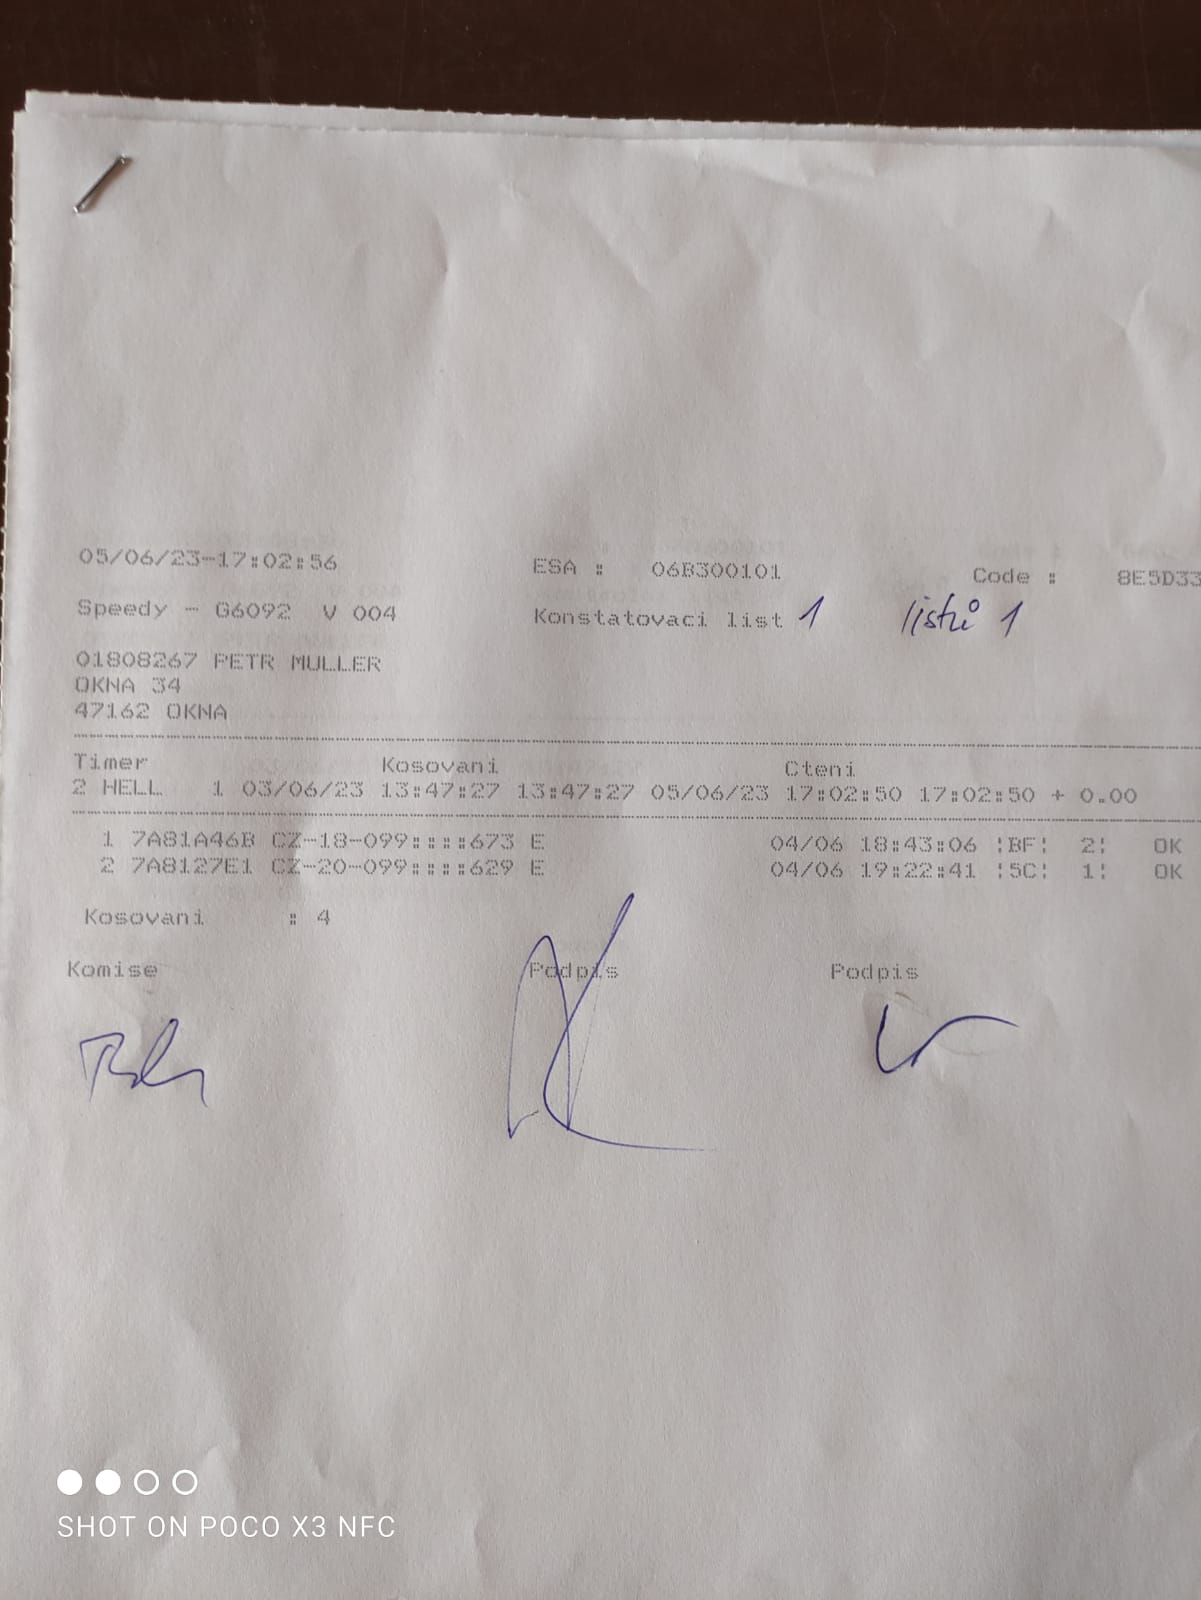 05/06/23-17:02:56 ESA : 06B300101 Code : 8E5D33
Speedy - G6092 V 004 Konstatovaci list 1 listů 1
01808267 PETR MULLER
OKNA 34
47162 OKNA
Timer Kosovani Cteni
2 HELL 1 03/06/23 13:47:27 13:47:27 05/06/23 17:02:50 17:02:50 + 0.00
1 7A81A46B CZ-18-099::::673 E 04/06 18:43:06 ¦BF¦ 2¦ OK
2 7A8127E1 CZ-20-099::::629 E 04/06 19:22:41 ¦5C¦ 1¦ OK
Kosovani : 4
Komise Podpis Podpis
SHOT ON POCO X3 NFC